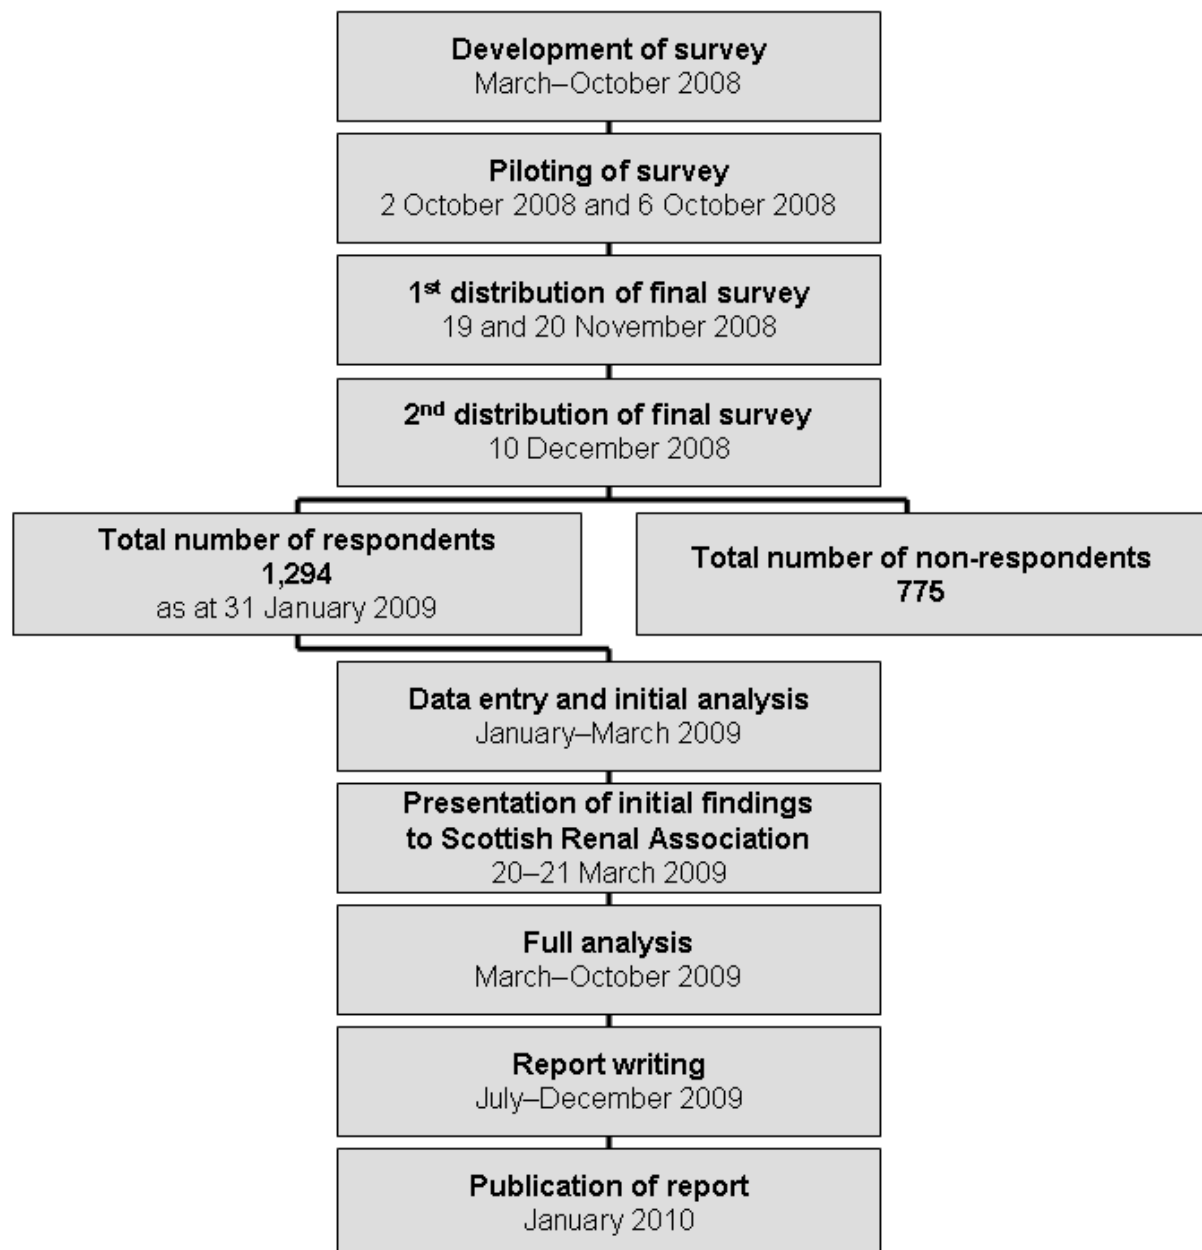 Development of survey
March–October 2008
Piloting of survey
2 October 2008 and 6 October 2008
1st distribution of final survey
19 and 20 November 2008
2nd distribution of final survey
10 December 2008
Total number of respondents
1,294
as at 31 January 2009
Total number of non-respondents
775
Data entry and initial analysis
January–March 2009
Presentation of initial findings
to Scottish Renal Association
20–21 March 2009
Full analysis
March–October 2009
Report writing
July–December 2009
Publication of report
January 2010